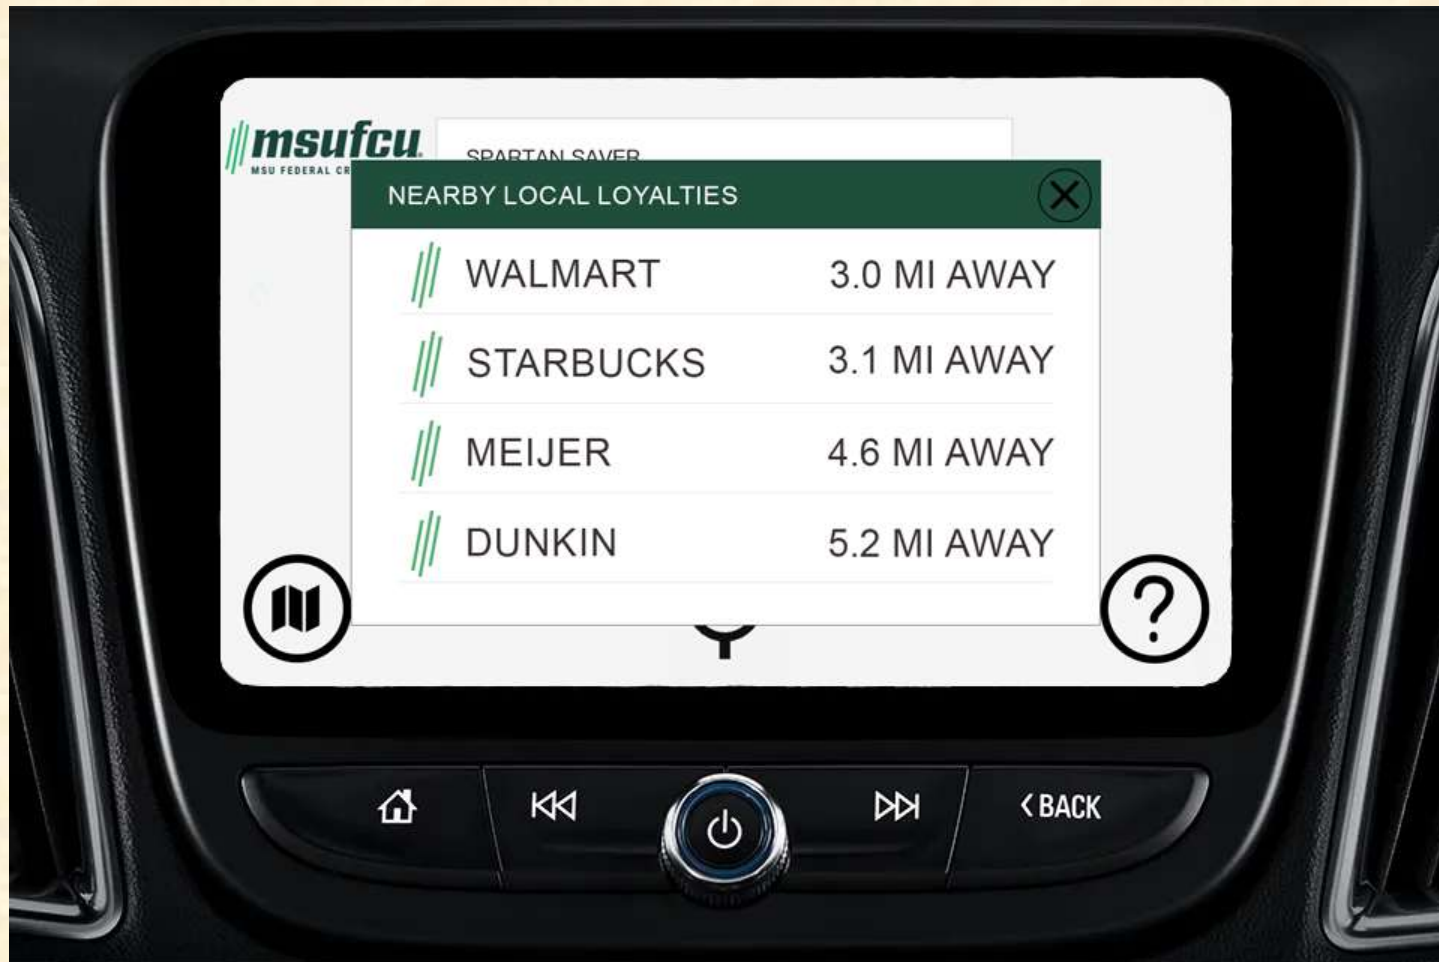 msufcu
MSU FEDERAL CR
SPARTAN SAVER
NEARBY LOCAL LOYALTIES
WALMART 3.0 MI AWAY
STARBUCKS 3.1 MI AWAY
MEIJER 4.6 MI AWAY
DUNKIN 5.2 MI AWAY
?
BACK